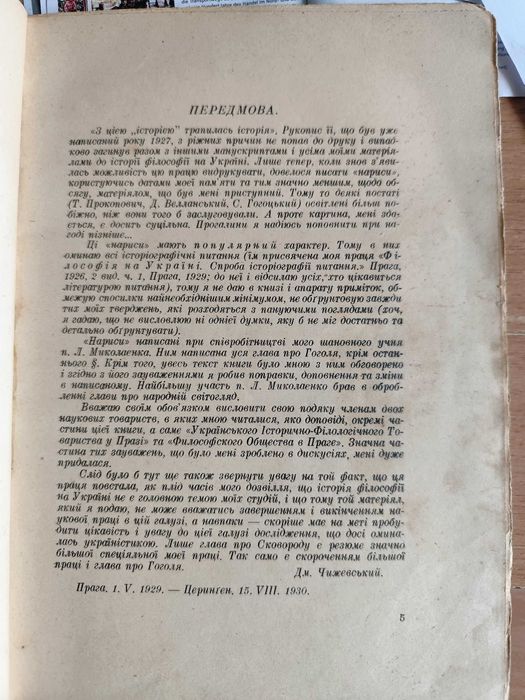 ПЕРЕДМОВА.
«З цією „історією" трапилась історія», Рукопис її, що був уже
написаний року 1927, з ріжних причин не попав до друку і випад-
ково загинув разом з іншими манускриптами і усіма моїми матерія-
лами до історії філософії на Україні. Лише тепер, коли знов з'яви-
лась можливість цю працю видрукувати, довелося писати «нариси»,
користуючись датами моєї памяти та тим значно меншим, щодо об-
сягу, матеріялом, що був мені приступний. Тому то деякі постаті
(Т. Прокопович, Д. Велланський, С. Гогоцький) освітлені більш по-
біжно, ніж вони того б заслуговували. А проте картина, мені зда-
ється, є досить суцільна. Прогалини я надіюсь поповнити при на-
годі пізніше...
Ці «нариси» мають популярний характер. Тому в них
оминаю всі історіографічні питання (їм присвячена моя праця «Фі-
лософія на Україні. Спроба історіографії питання.» Прага,
1926, 2 вид. ч. 1, Прага, 1929; до неї і відсилаю усіх, хто цікавиться
літературою питання), тому я не даю в книзі і апарату приміток, об-
межую спосилки найнеобхіднішим мінімумом, не обґрунтовую завжди
тих моїх тверджень, які розходяться з пануючими поглядами (хоч,
я гадаю, що не висловлюю ні однієї думки, яку б не міг достатньо та
детально обґрунтувати).
«Нариси» написані при співробітництві мого шановного учня
п. Л. Миколаенка. Ним написана уся глава про Гоголя, крім остан-
нього §. Крім того, увесь текст книги було мною з ним обговорено
і згідно з його зауваженнями я робив поправки, доповнення та зміни
в написаному. Найбільшу участь п. Л. Миколаенко брав в оброб-
ленні глави про народній світогляд.
Вважаю своїм обов'язком висловити свою подяку членам двох
наукових товариств, в яких мною читалися, яко доповіді, окремі ча-
стини цієї книги, а саме «Українського Історично-Філологічного То-
вариства у Празі» та «Философского Общества в Праге», Значна ча-
стина тих зауважень, що було мені зроблено в дискусіях, мені дуже
придалася.
Слід було б тут ще також звернути увагу на той факт, що ця
праця повстала, як плід часів мого дозвілля, що історія філософії
на Україні не є головною темою моїх студій, і що тому той матеріял,
який я подаю, не може вважатись завершенням і викінченням на-
укової праці в цій галузі, а навпаки — скоріше має на меті пробу-
дити цікавість і увагу до цієї галузі дослідження, що досі омина-
лась україністикою. Лише глава про Сковороду є резюме значно
більшої спеціяльної моєї праці. Так само є скороченням більшої
праці і глава про Гоголя.
Дм. Чижевський.
Прага. 1. V. 1929. — Церинґен, 15. VIII. 1930.
5